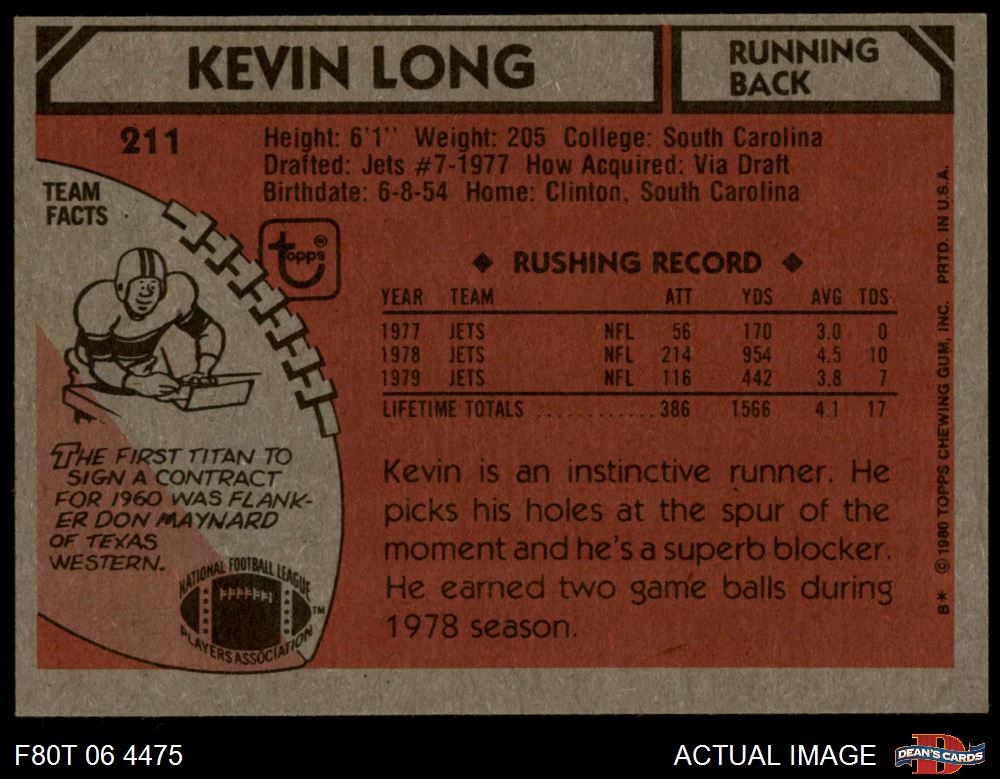 KEVIN LONG
RUNNING
BACK
211
Height: 6'1" Weight: 205 College: South Carolina
Drafted: Jets #7-1977 How Acquired: Via Draft
Birthdate: 6-8-54 Home: Clinton, South Carolina
TEAM
FACTS
topps®
◆ RUSHING RECORD ◆
YEAR TEAM ATT YDS AVG TDS
1977 JETS NFL 56 170 3.0 0
1978 JETS NFL 214 954 4.5 10
1979 JETS NFL 116 442 3.8 7
LIFETIME TOTALS ............ 386 1566 4.1 17
THE FIRST TITAN TO
SIGN A CONTRACT
FOR 1960 WAS FLANK-
ER DON MAYNARD
OF TEXAS
WESTERN.
NATIONAL FOOTBALL LEAGUE
PLAYERS ASSOCIATION™
Kevin is an instinctive runner. He
picks his holes at the spur of the
moment and he's a superb blocker.
He earned two game balls during
1978 season.
B* © 1980 TOPPS CHEWING GUM, INC. PRTD. IN U.S.A.
F80T 06 4475
ACTUAL IMAGE
DEAN'S CARDS